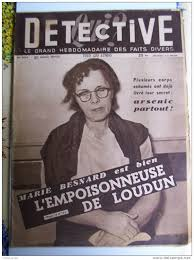 DETECTIVE
LE GRAND HEBDOMADAIRE DES FAITS DIVERS
Plusieurs corps
exhumés ont déjà
livré leur secret :
arsenic
partout !
MARIE BESNARD est bien
L'EMPOISONNEUSE
DE LOUDUN